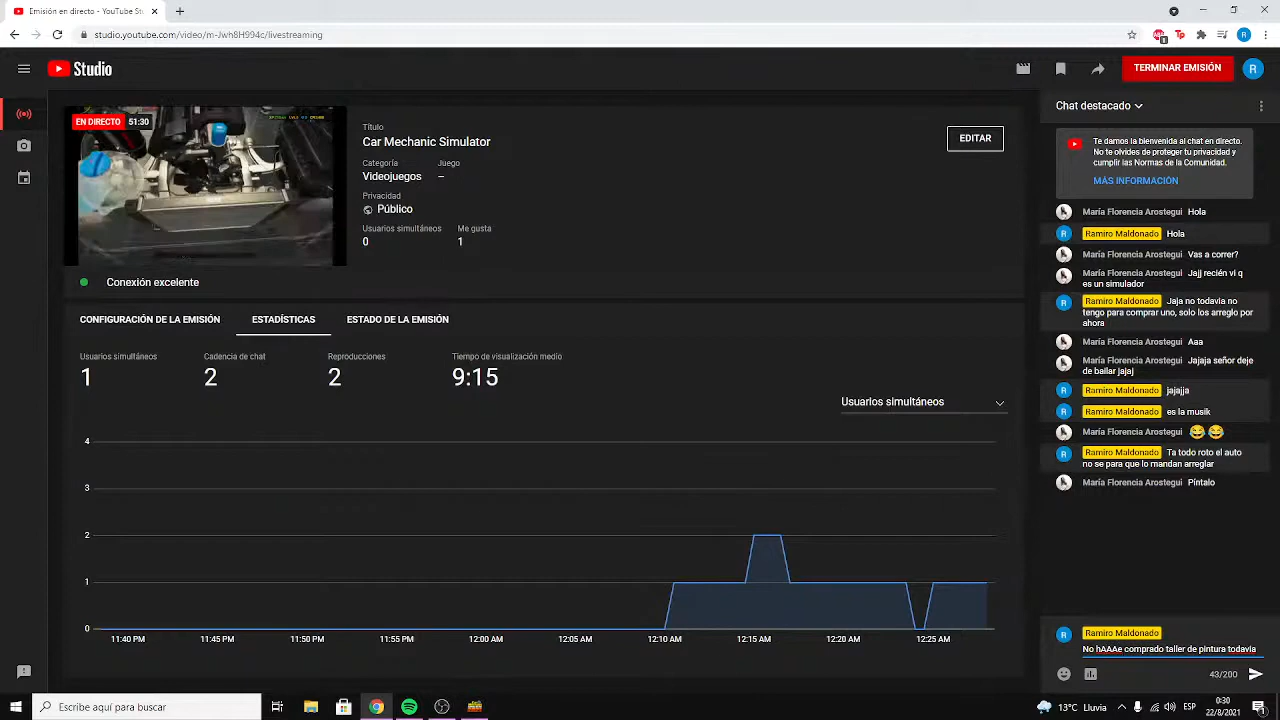 Emisión en directo - YouTube Stu
studio.youtube.com/video/m-Jwh8H994c/livestreaming
Studio
TERMINAR EMISIÓN
R
EN DIRECTO 51:30
Título
Car Mechanic Simulator
EDITAR
Categoría Juego
Videojuegos –
Privacidad
Público
Usuarios simultáneos Me gusta
0 1
Conexión excelente
CONFIGURACIÓN DE LA EMISIÓN ESTADÍSTICAS ESTADO DE LA EMISIÓN
Usuarios simultáneos Cadencia de chat Reproducciones Tiempo de visualización medio
1 2 2 9:15
Usuarios simultáneos
4
3
2
1
0
11:40 PM 11:45 PM 11:50 PM 11:55 PM 12:00 AM 12:05 AM 12:10 AM 12:15 AM 12:20 AM 12:25 AM
Chat destacado
Te damos la bienvenida al chat en directo.
No te olvides de proteger tu privacidad y
cumplir las Normas de la Comunidad.
MÁS INFORMACIÓN
María Florencia Arostegui Hola
Ramiro Maldonado Hola
María Florencia Arostegui Vas a correr?
María Florencia Arostegui Jajj recién vi q
es un simulador
Ramiro Maldonado Jaja no todavia no
tengo para comprar uno, solo los arreglo por
ahora
María Florencia Arostegui Aaa
María Florencia Arostegui Jajaja señor deje
de bailar jajaj
Ramiro Maldonado jajajja
Ramiro Maldonado es la musik
María Florencia Arostegui 😂 😂
Ramiro Maldonado Ta todo roto el auto
no se para que lo mandan arreglar
María Florencia Arostegui Píntalo
Ramiro Maldonado
No hAAAe comprado taller de pintura todavia
43/200
Escribe aquí para buscar
13°C Lluvia
ESP
0:30
22/8/2021